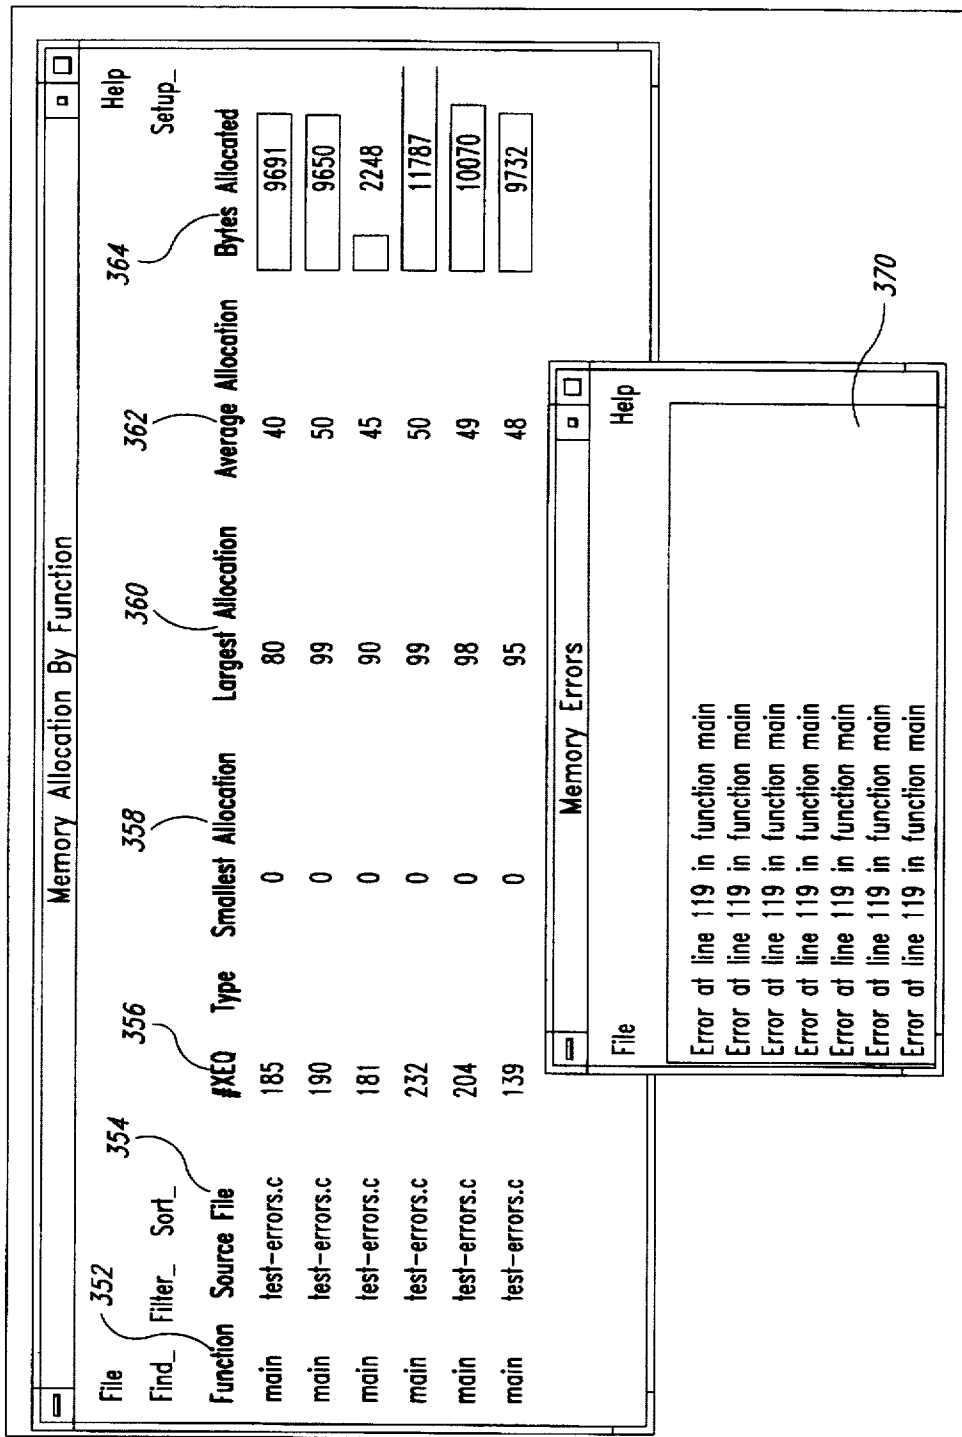 Memory Allocation By Function
File Help
Find_ Filter_ Sort_ Setup_
352 354 356 358 360 362 364
Function Source File #XEQ Type Smallest Allocation Largest Allocation Average Allocation Bytes Allocated
main test-errors.c 185 0 80 40 9691
main test-errors.c 190 0 99 50 9650
main test-errors.c 181 0 90 45 2248
main test-errors.c 232 0 99 50 11787
main test-errors.c 204 0 98 49 10070
main test-errors.c 139 0 95 48 9732
Memory Errors
File Help
Error at line 119 in function main
Error at line 119 in function main
Error at line 119 in function main
Error at line 119 in function main
Error at line 119 in function main
Error at line 119 in function main
Error at line 119 in function main
370